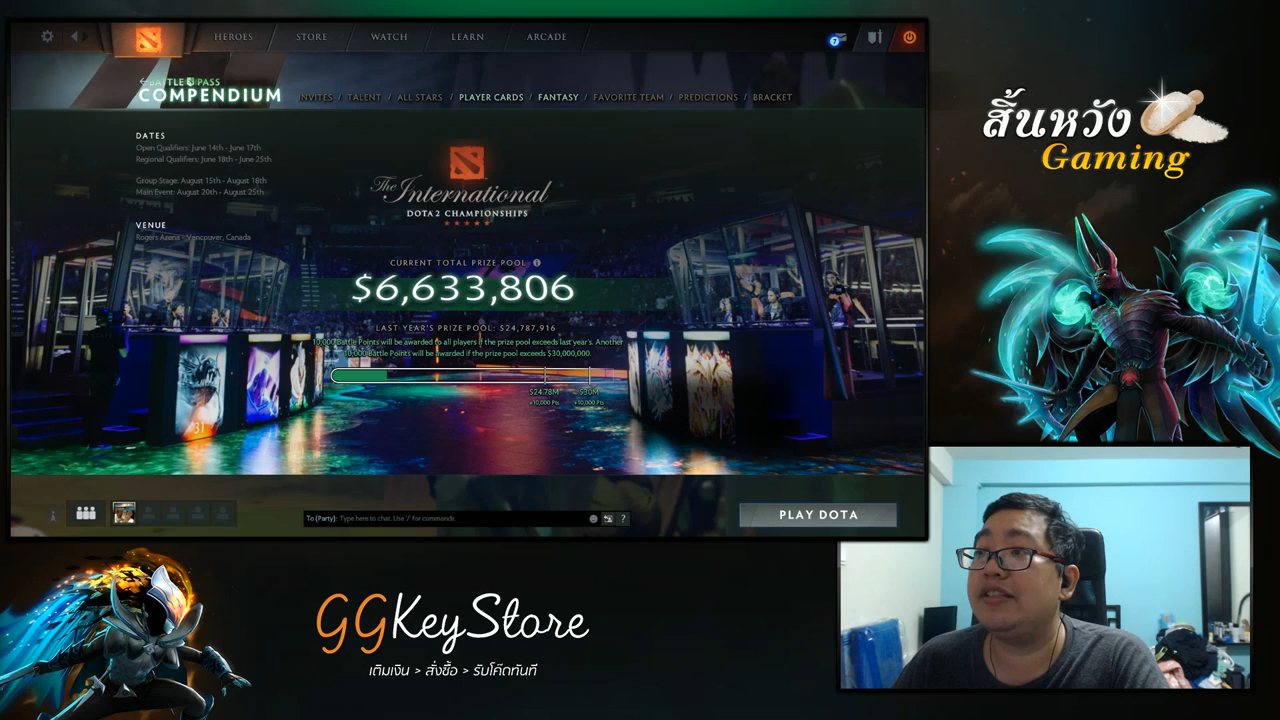 HEROES
STORE
WATCH
LEARN
ARCADE
7
BATTLE PASS
COMPENDIUM
INVITES / TALENT / ALL STARS / PLAYER CARDS / FANTASY / FAVORITE TEAM / PREDICTIONS / BRACKET
DATES
Open Qualifiers: June 14th - June 17th
Regional Qualifiers: June 18th - June 25th
Group Stage: August 15th - August 18th
Main Event: August 20th - August 25th
VENUE
Rogers Arena - Vancouver, Canada
The International
DOTA 2 CHAMPIONSHIPS
CURRENT TOTAL PRIZE POOL
$6,633,806
LAST YEAR'S PRIZE POOL: $24,787,916
10,000 Battle Points will be awarded to all players if the prize pool exceeds last year's. Another
10,000 Battle Points will be awarded if the prize pool exceeds $30,000,000.
$24.78M
+10,000 Pts
$30M
+10,000 Pts
31
To (Party): Type here to chat. Use '/' for commands.
?
PLAY DOTA
สิ้นหวัง
Gaming
GGKeyStore
เติมเงิน > สั่งซื้อ > รับโค๊ดทันที